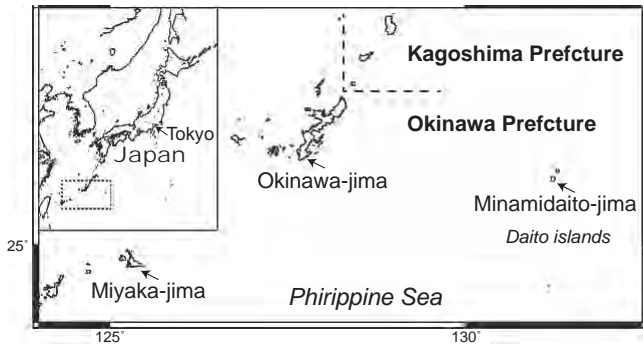 Kagoshima Prefcture
Tokyo
Okinawa Prefcture
Japan
Okinawa-jima
Minamidaito-jima
Daito islands
25°
Miyaka-jima
Phirippine Sea
125°
130°